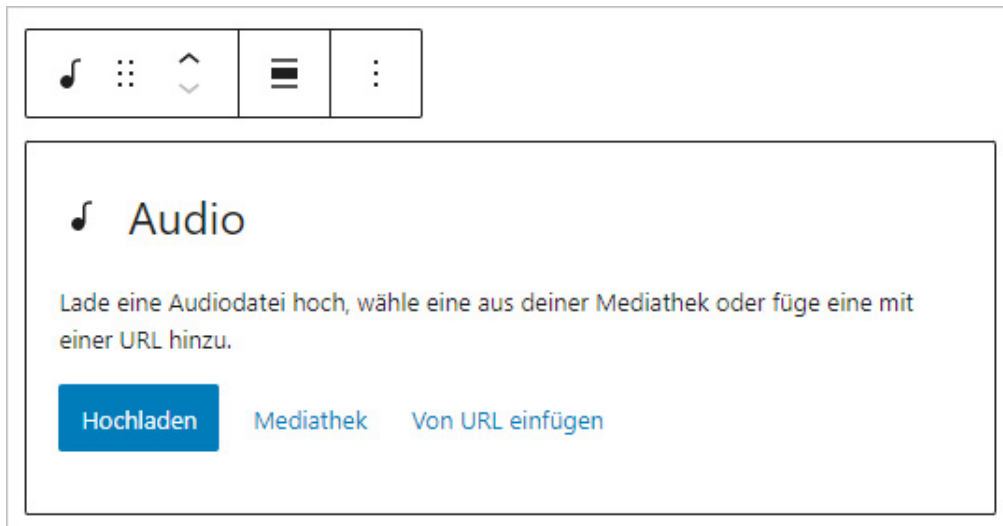 Audio
Lade eine Audiodatei hoch, wähle eine aus deiner Mediathek oder füge eine mit
einer URL hinzu.
Hochladen Mediathek Von URL einfügen